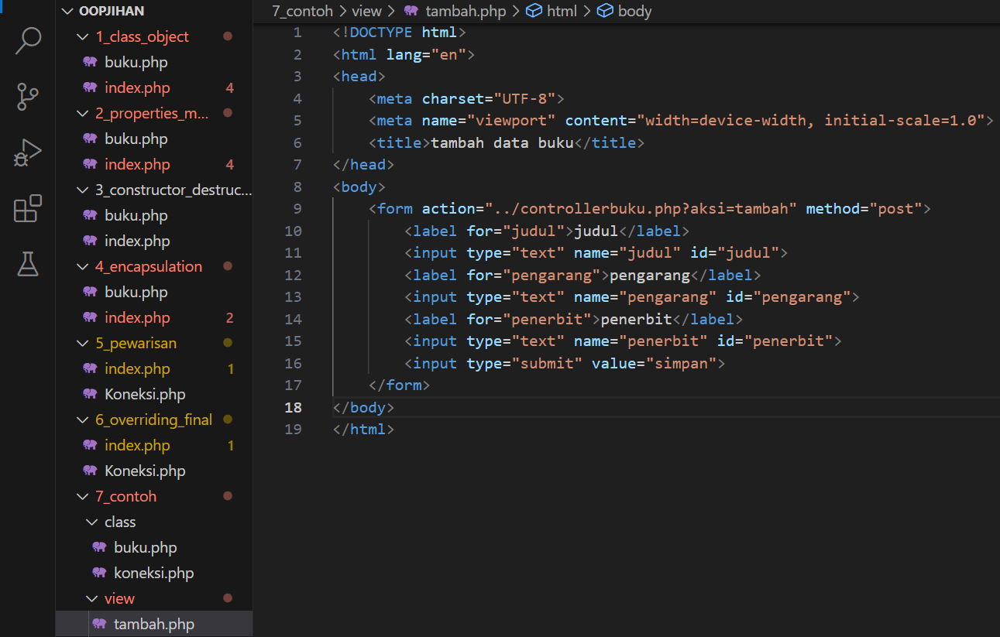 OOPJIHAN
1_class_object
buku.php
index.php 4
2_properties_m...
buku.php
index.php 4
3_constructor_destruc...
buku.php
index.php
4_encapsulation
buku.php
index.php 2
5_pewarisan
index.php 1
Koneksi.php
6_overriding_final
index.php 1
Koneksi.php
7_contoh
class
buku.php
koneksi.php
view
tambah.php
7_contoh > view > tambah.php > html > body
1 <!DOCTYPE html>
2 <html lang="en">
3 <head>
4 <meta charset="UTF-8">
5 <meta name="viewport" content="width=device-width, initial-scale=1.0">
6 <title>tambah data buku</title>
7 </head>
8 <body>
9 <form action="../controllerbuku.php?aksi=tambah" method="post">
10 <label for="judul">judul</label>
11 <input type="text" name="judul" id="judul">
12 <label for="pengarang">pengarang</label>
13 <input type="text" name="pengarang" id="pengarang">
14 <label for="penerbit">penerbit</label>
15 <input type="text" name="penerbit" id="penerbit">
16 <input type="submit" value="simpan">
17 </form>
18 </body>
19 </html>